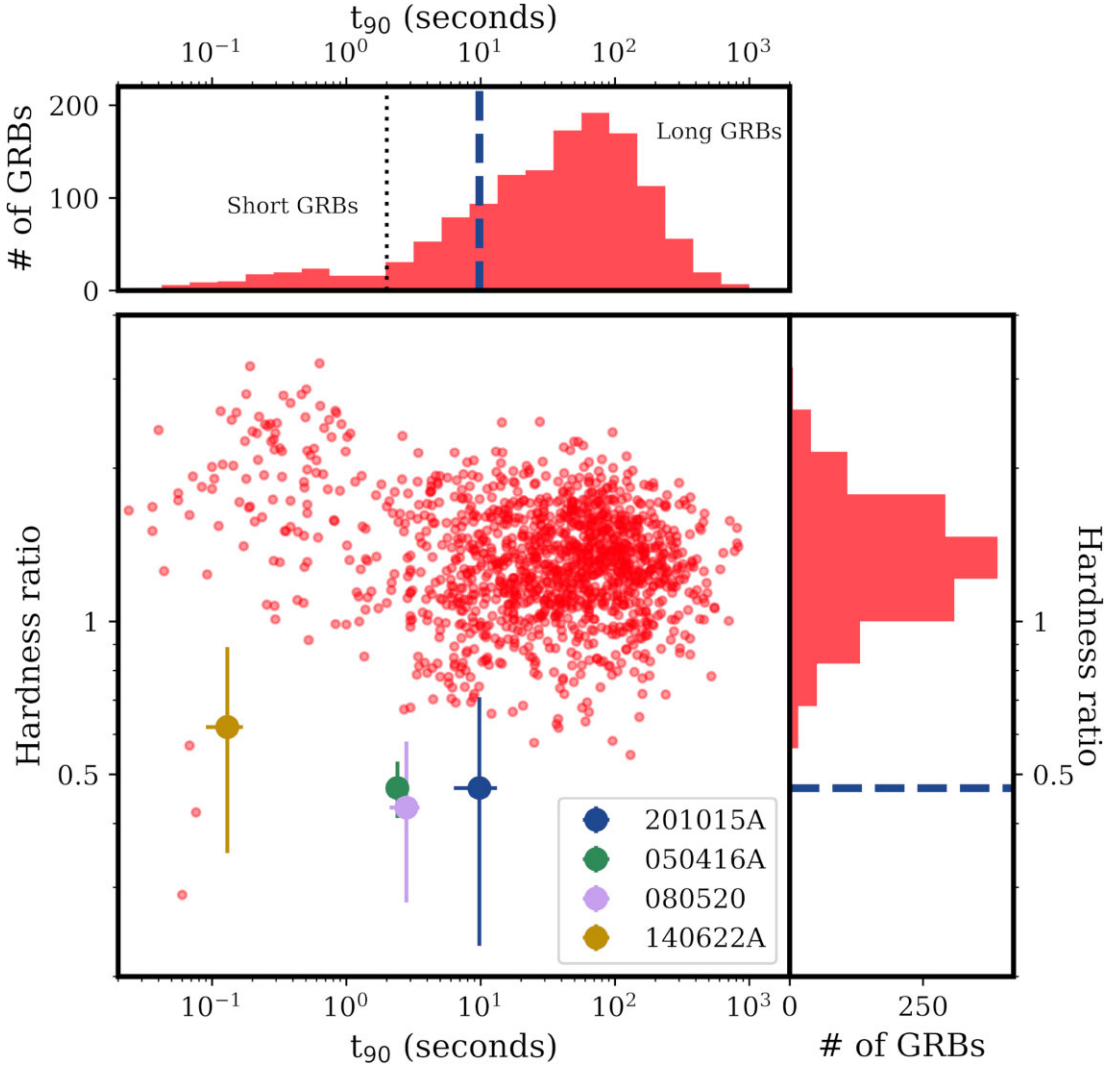 t₉₀ (seconds)
10⁻¹ 10⁰ 10¹ 10² 10³
# of GRBs
200
100
0
Short GRBs
Long GRBs
Hardness ratio
1
0.5
201015A
050416A
080520
140622A
10⁻¹ 10⁰ 10¹ 10² 10³
t₉₀ (seconds)
1
0.5
Hardness ratio
0 250
# of GRBs